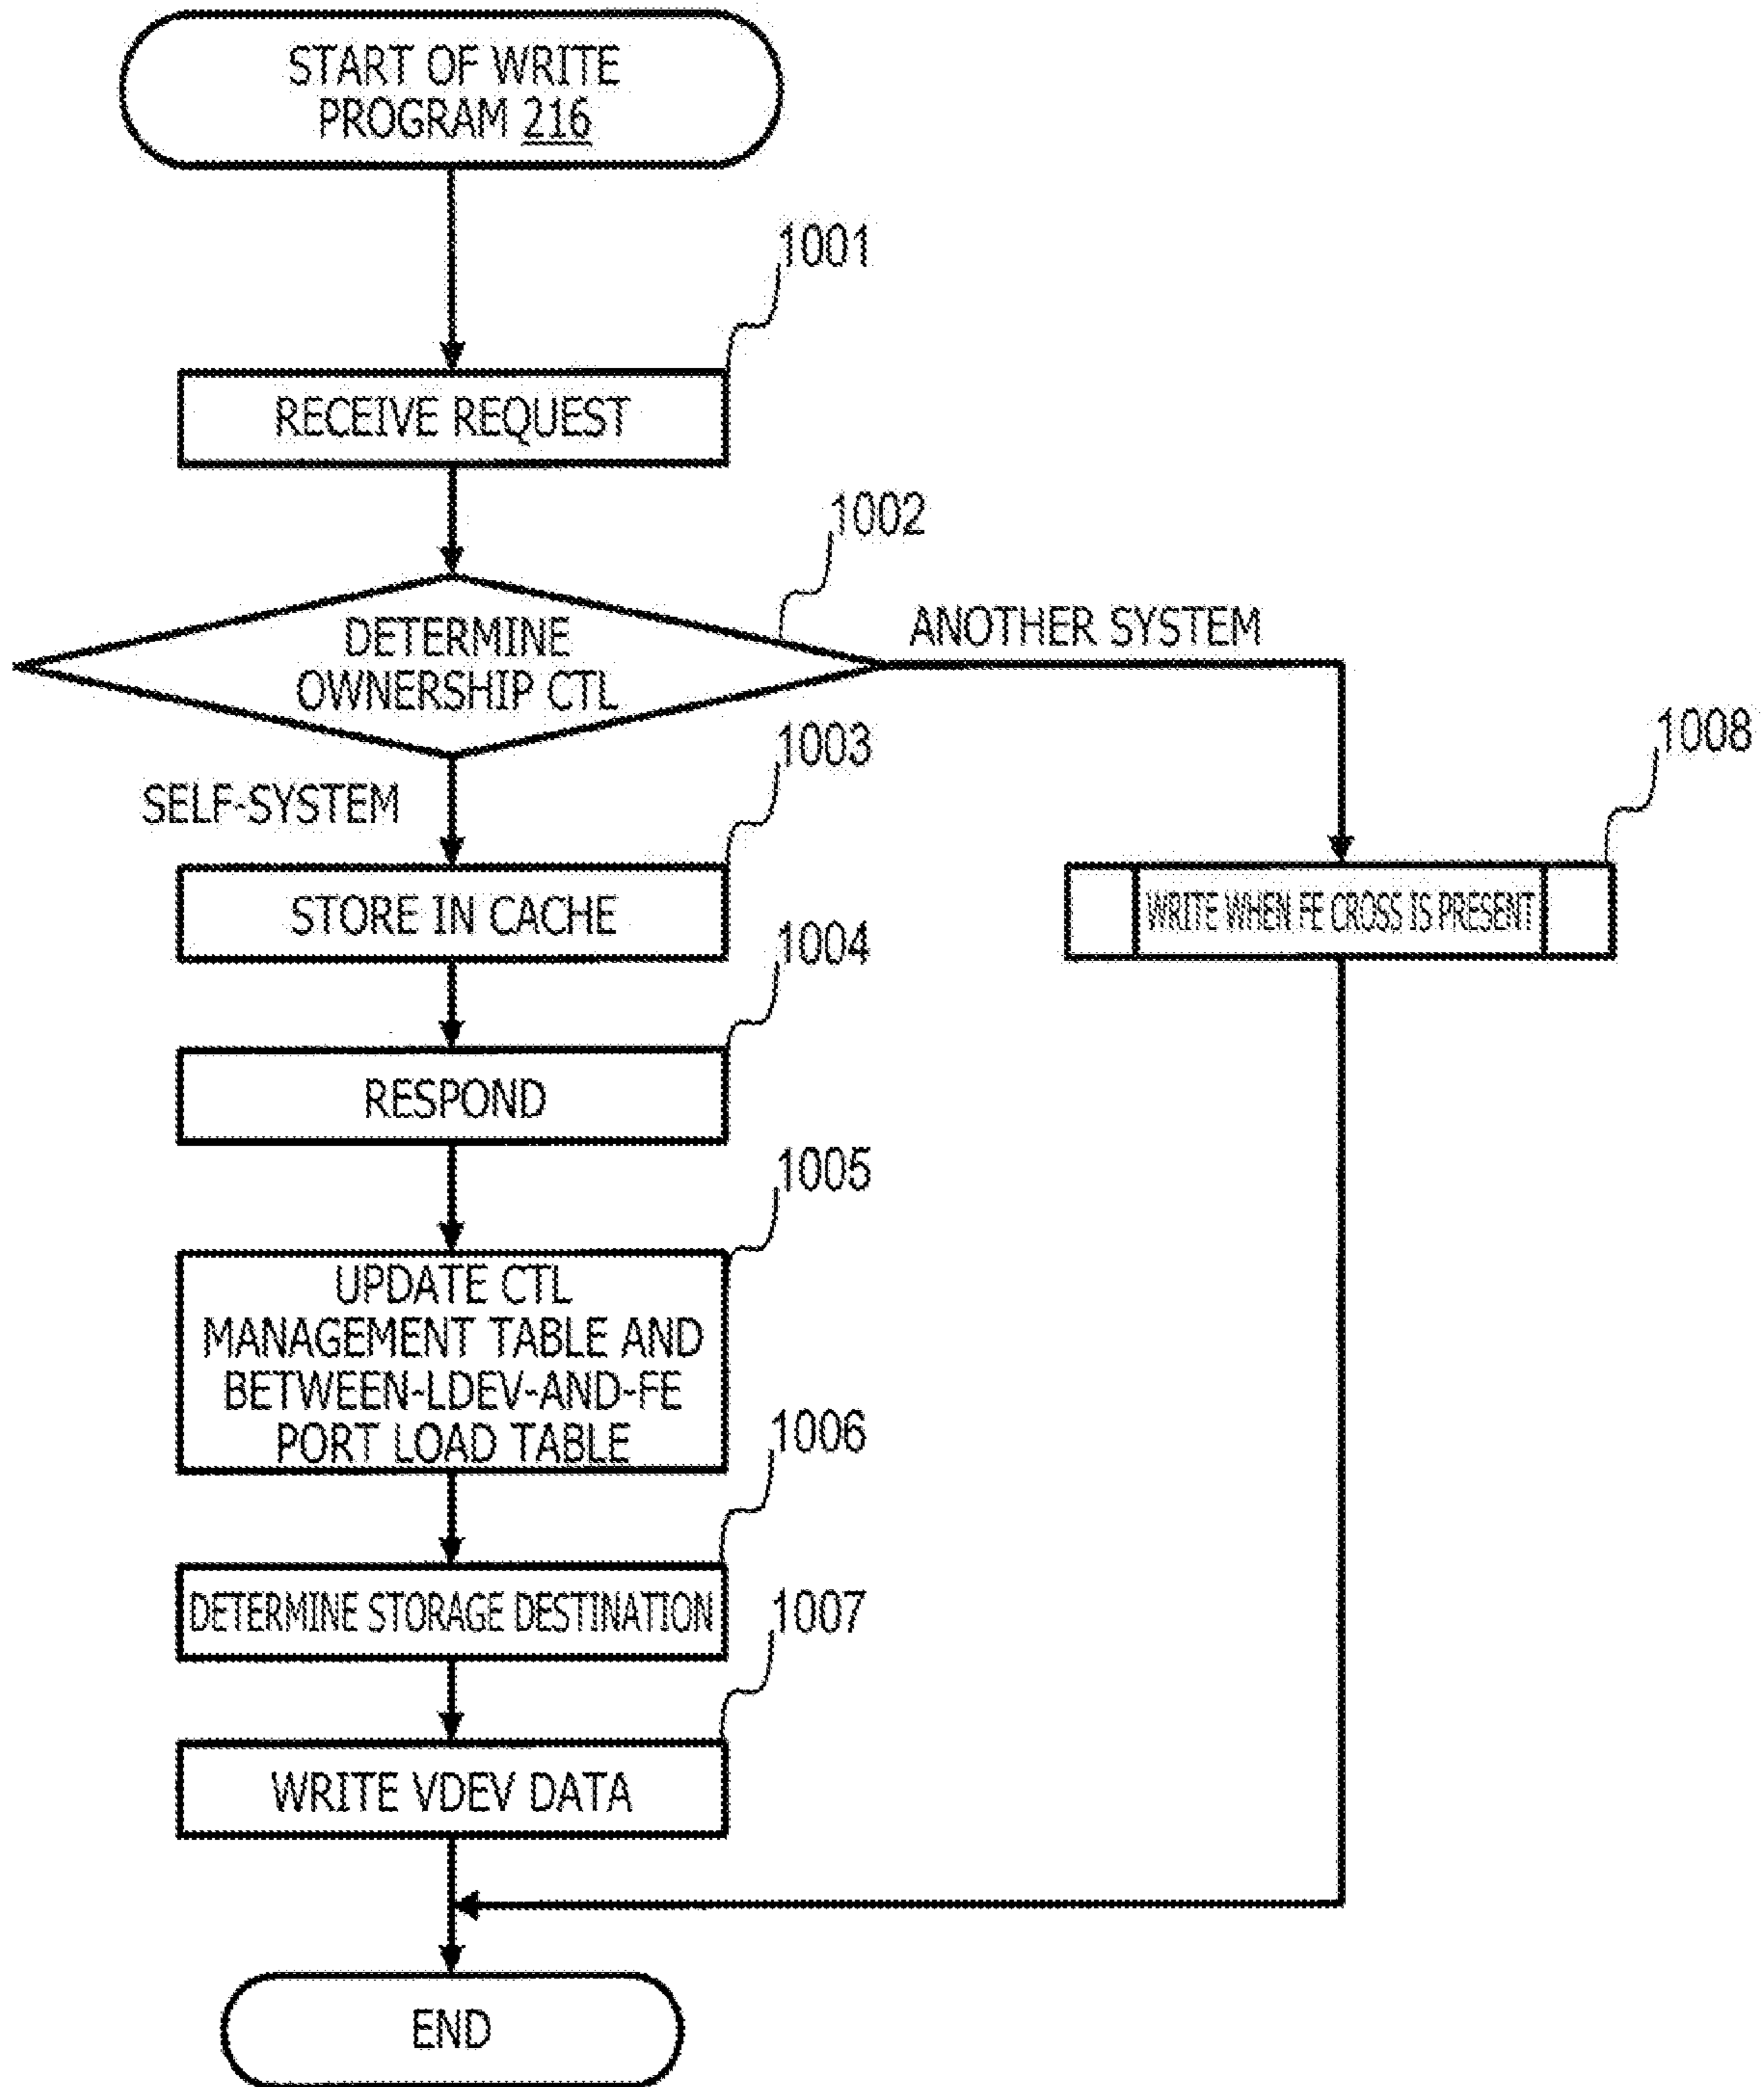 START OF WRITE
PROGRAM 216
1001
RECEIVE REQUEST
1002
DETERMINE
OWNERSHIP CTL
ANOTHER SYSTEM
SELF-SYSTEM
1003
STORE IN CACHE
1008
WRITE WHEN FE CROSS IS PRESENT
1004
RESPOND
1005
UPDATE CTL
MANAGEMENT TABLE AND
BETWEEN-LDEV-AND-FE
PORT LOAD TABLE
1006
DETERMINE STORAGE DESTINATION
1007
WRITE VDEV DATA
END